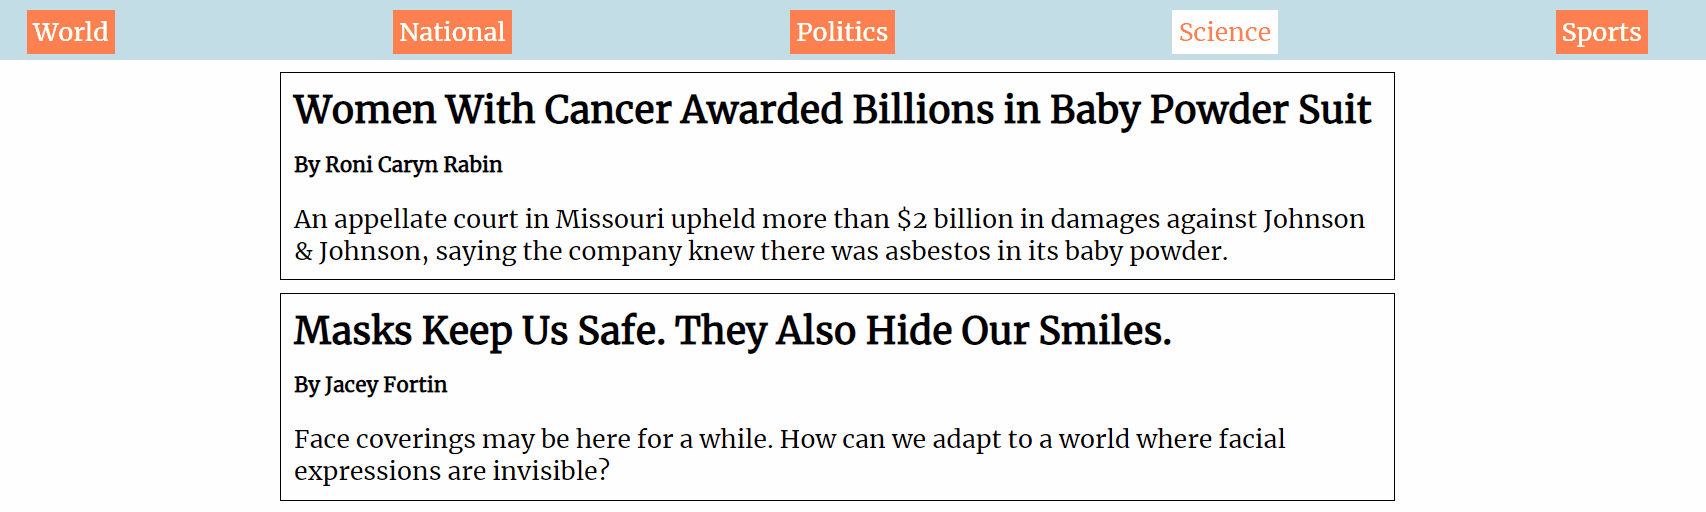 World National Politics Science Sports
Women With Cancer Awarded Billions in Baby Powder Suit
By Roni Caryn Rabin
An appellate court in Missouri upheld more than $2 billion in damages against Johnson
& Johnson, saying the company knew there was asbestos in its baby powder.
Masks Keep Us Safe. They Also Hide Our Smiles.
By Jacey Fortin
Face coverings may be here for a while. How can we adapt to a world where facial
expressions are invisible?